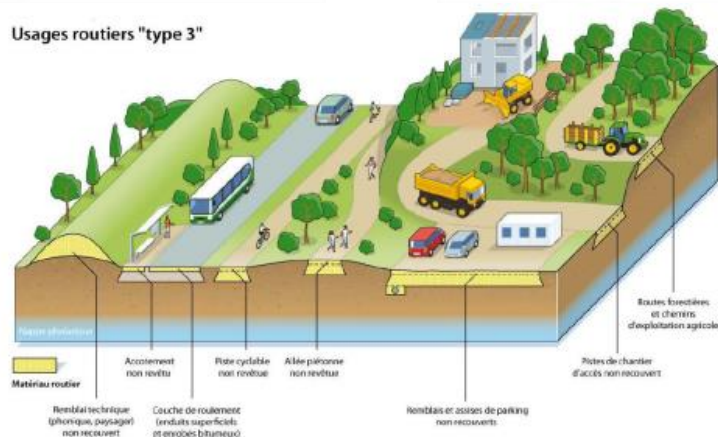 Usages routiers "type 3"
Nappe phréatique
Matériau routier
Remblai technique
(phonique, paysager)
non recouvert
Accotement
non revêtu
Couche de roulement
(enduits superficiels
et enrobés bitumeux)
Piste cyclable
non revêtue
Allée piétonne
non revêtue
Remblais et assises de parking
non recouverts
Pistes de chantier
d'accès non recouvert
Routes forestières
et chemins
d'exploitation agricole